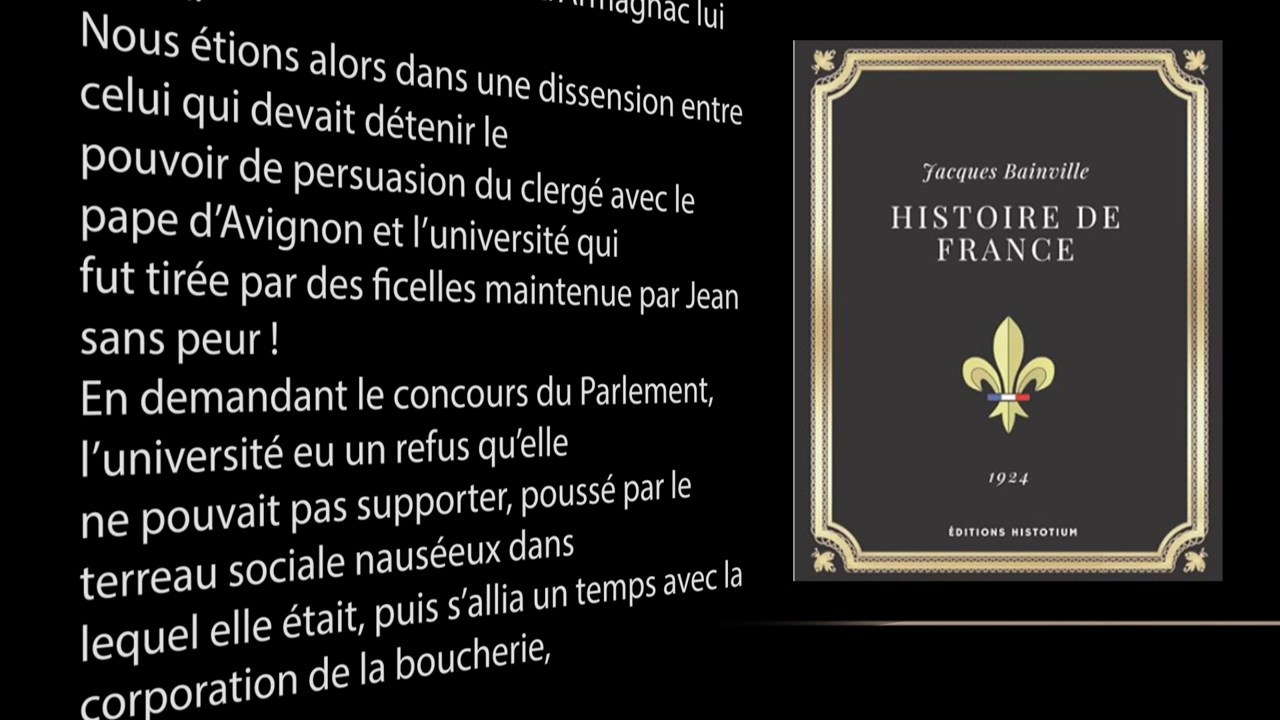 Armagnac lui
Nous étions alors dans une dissension entre
celui qui devait détenir le
pouvoir de persuasion du clergé avec le
pape d’Avignon et l’université qui
fut tirée par des ficelles maintenue par Jean
sans peur !
En demandant le concours du Parlement,
l’université eu un refus qu’elle
ne pouvait pas supporter, poussé par le
terreau sociale nauséeux dans
lequel elle était, puis s’allia un temps avec la
corporation de la boucherie,
Jacques Bainville
HISTOIRE DE
FRANCE
1924
ÉDITIONS HISTOTIUM